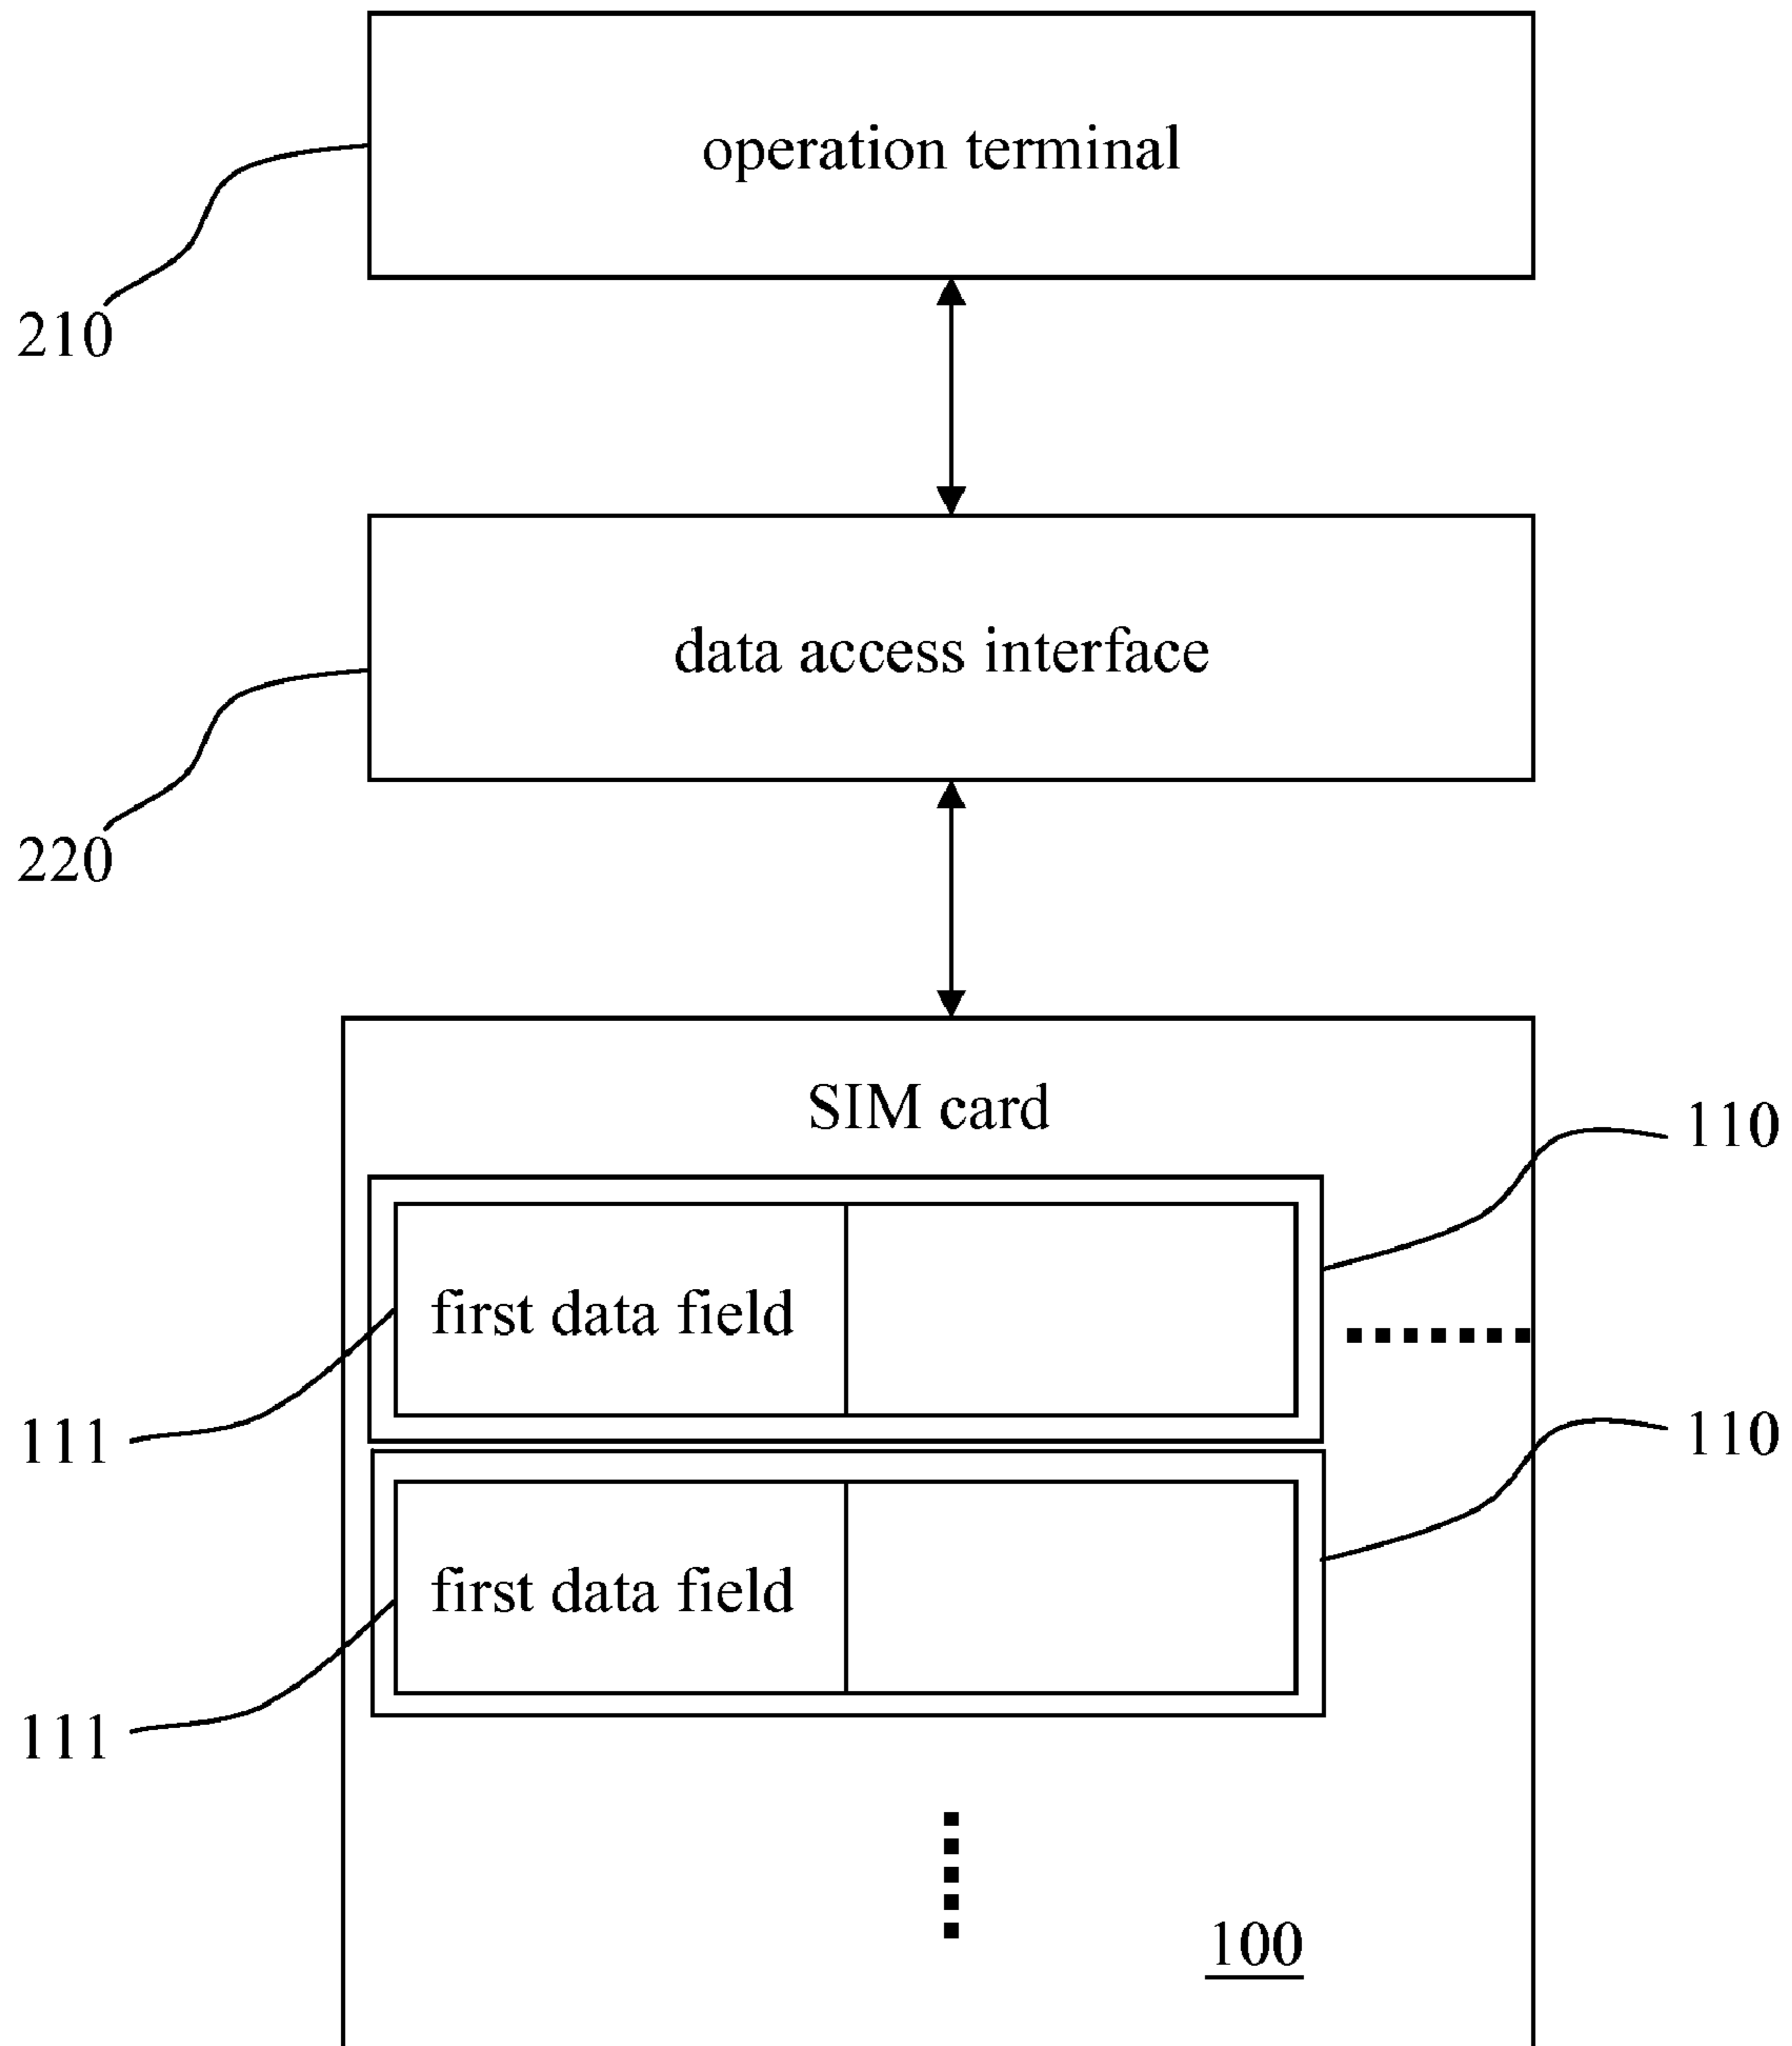 operation terminal
210
data access interface
220
SIM card
110
first data field
111
110
first data field
111
100